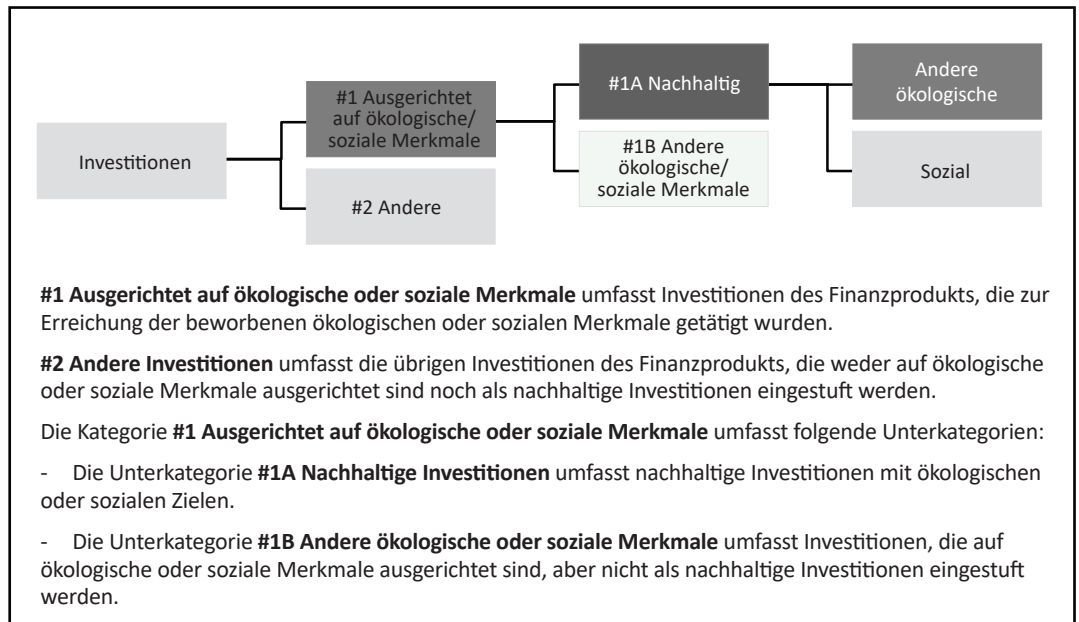 Investitionen
#1 Ausgerichtet
auf ökologische/
soziale Merkmale
#2 Andere
#1A Nachhaltig
#1B Andere
ökologische/
soziale Merkmale
Andere
ökologische
Sozial
#1 Ausgerichtet auf ökologische oder soziale Merkmale umfasst Investitionen des Finanzprodukts, die zur
Erreichung der beworbenen ökologischen oder sozialen Merkmale getätigt wurden.
#2 Andere Investitionen umfasst die übrigen Investitionen des Finanzprodukts, die weder auf ökologische
oder soziale Merkmale ausgerichtet sind noch als nachhaltige Investitionen eingestuft werden.
Die Kategorie #1 Ausgerichtet auf ökologische oder soziale Merkmale umfasst folgende Unterkategorien:
- Die Unterkategorie #1A Nachhaltige Investitionen umfasst nachhaltige Investitionen mit ökologischen
oder sozialen Zielen.
- Die Unterkategorie #1B Andere ökologische oder soziale Merkmale umfasst Investitionen, die auf
ökologische oder soziale Merkmale ausgerichtet sind, aber nicht als nachhaltige Investitionen eingestuft
werden.